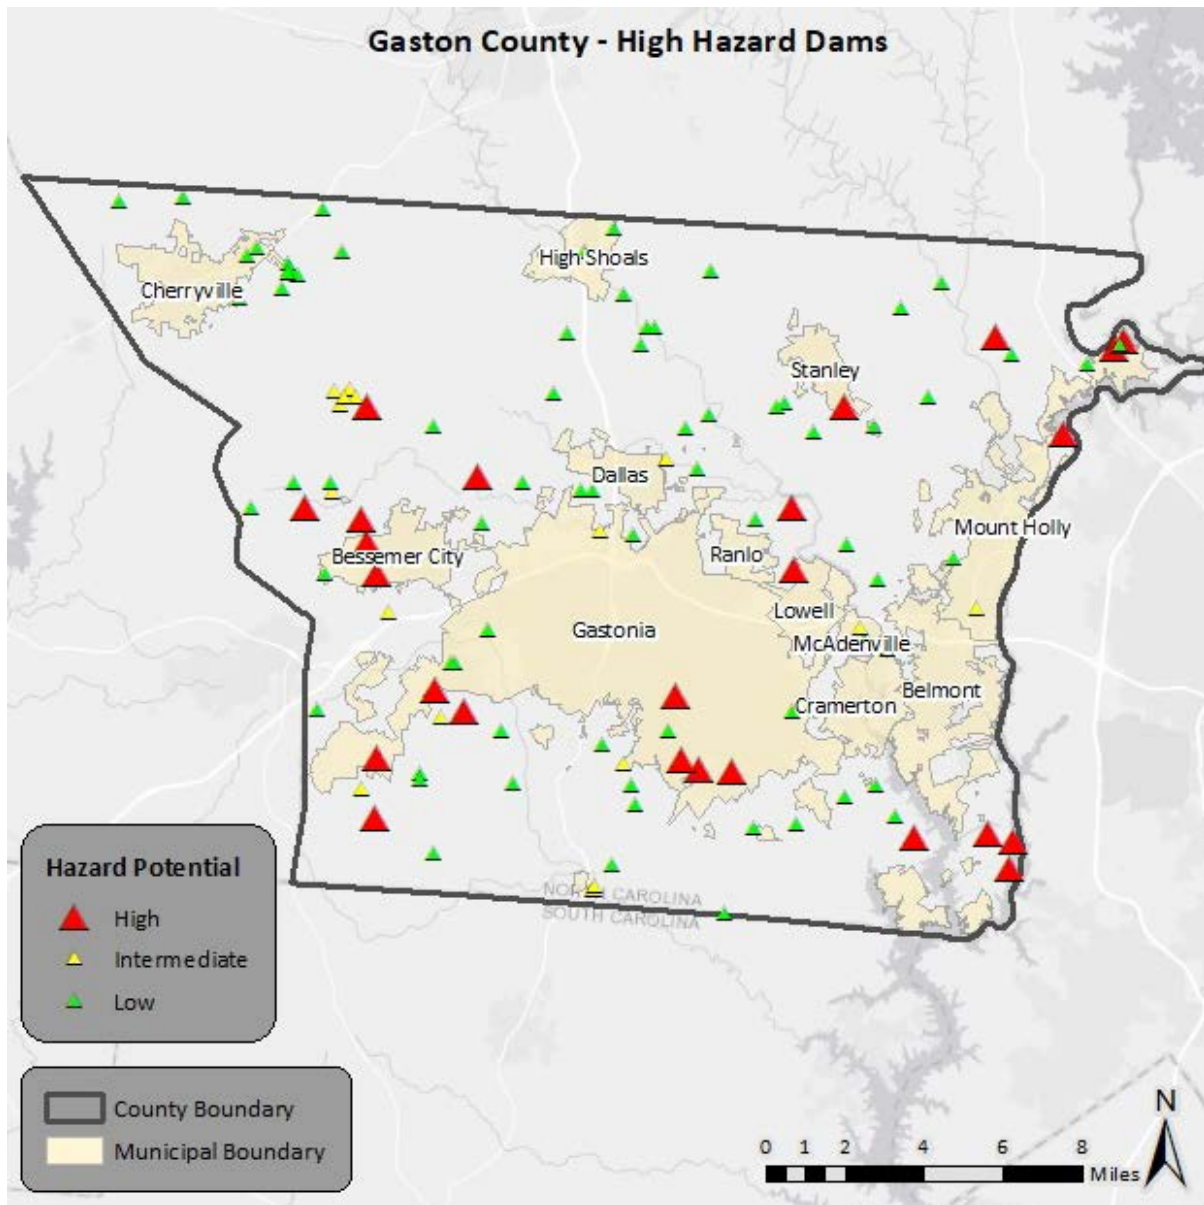 Gaston County - High Hazard Dams
High Shoals
Cherryville
Stanley
Dallas
Mount Holly
Ranlo
Bessemer City
Lowell
Gastonia
McAdenville
Belmont
Cramerton
NORTH CAROLINA
SOUTH CAROLINA
Hazard Potential
High
Intermediate
Low
County Boundary
Municipal Boundary
N
0 1 2 4 6 8
Miles